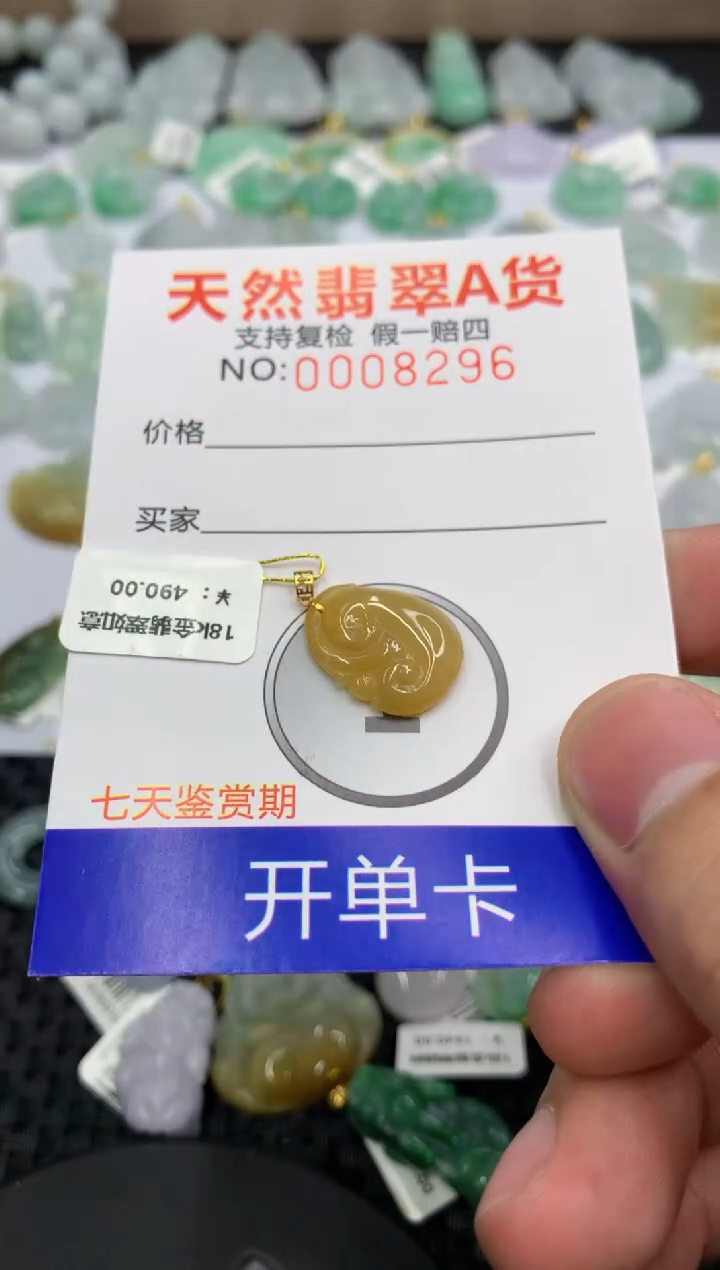 天然翡翠A货
支持复检 假一赔四
NO:0008296
价格
买家
18k金翡翠如意
¥: 490.00
七天鉴赏期
开单卡